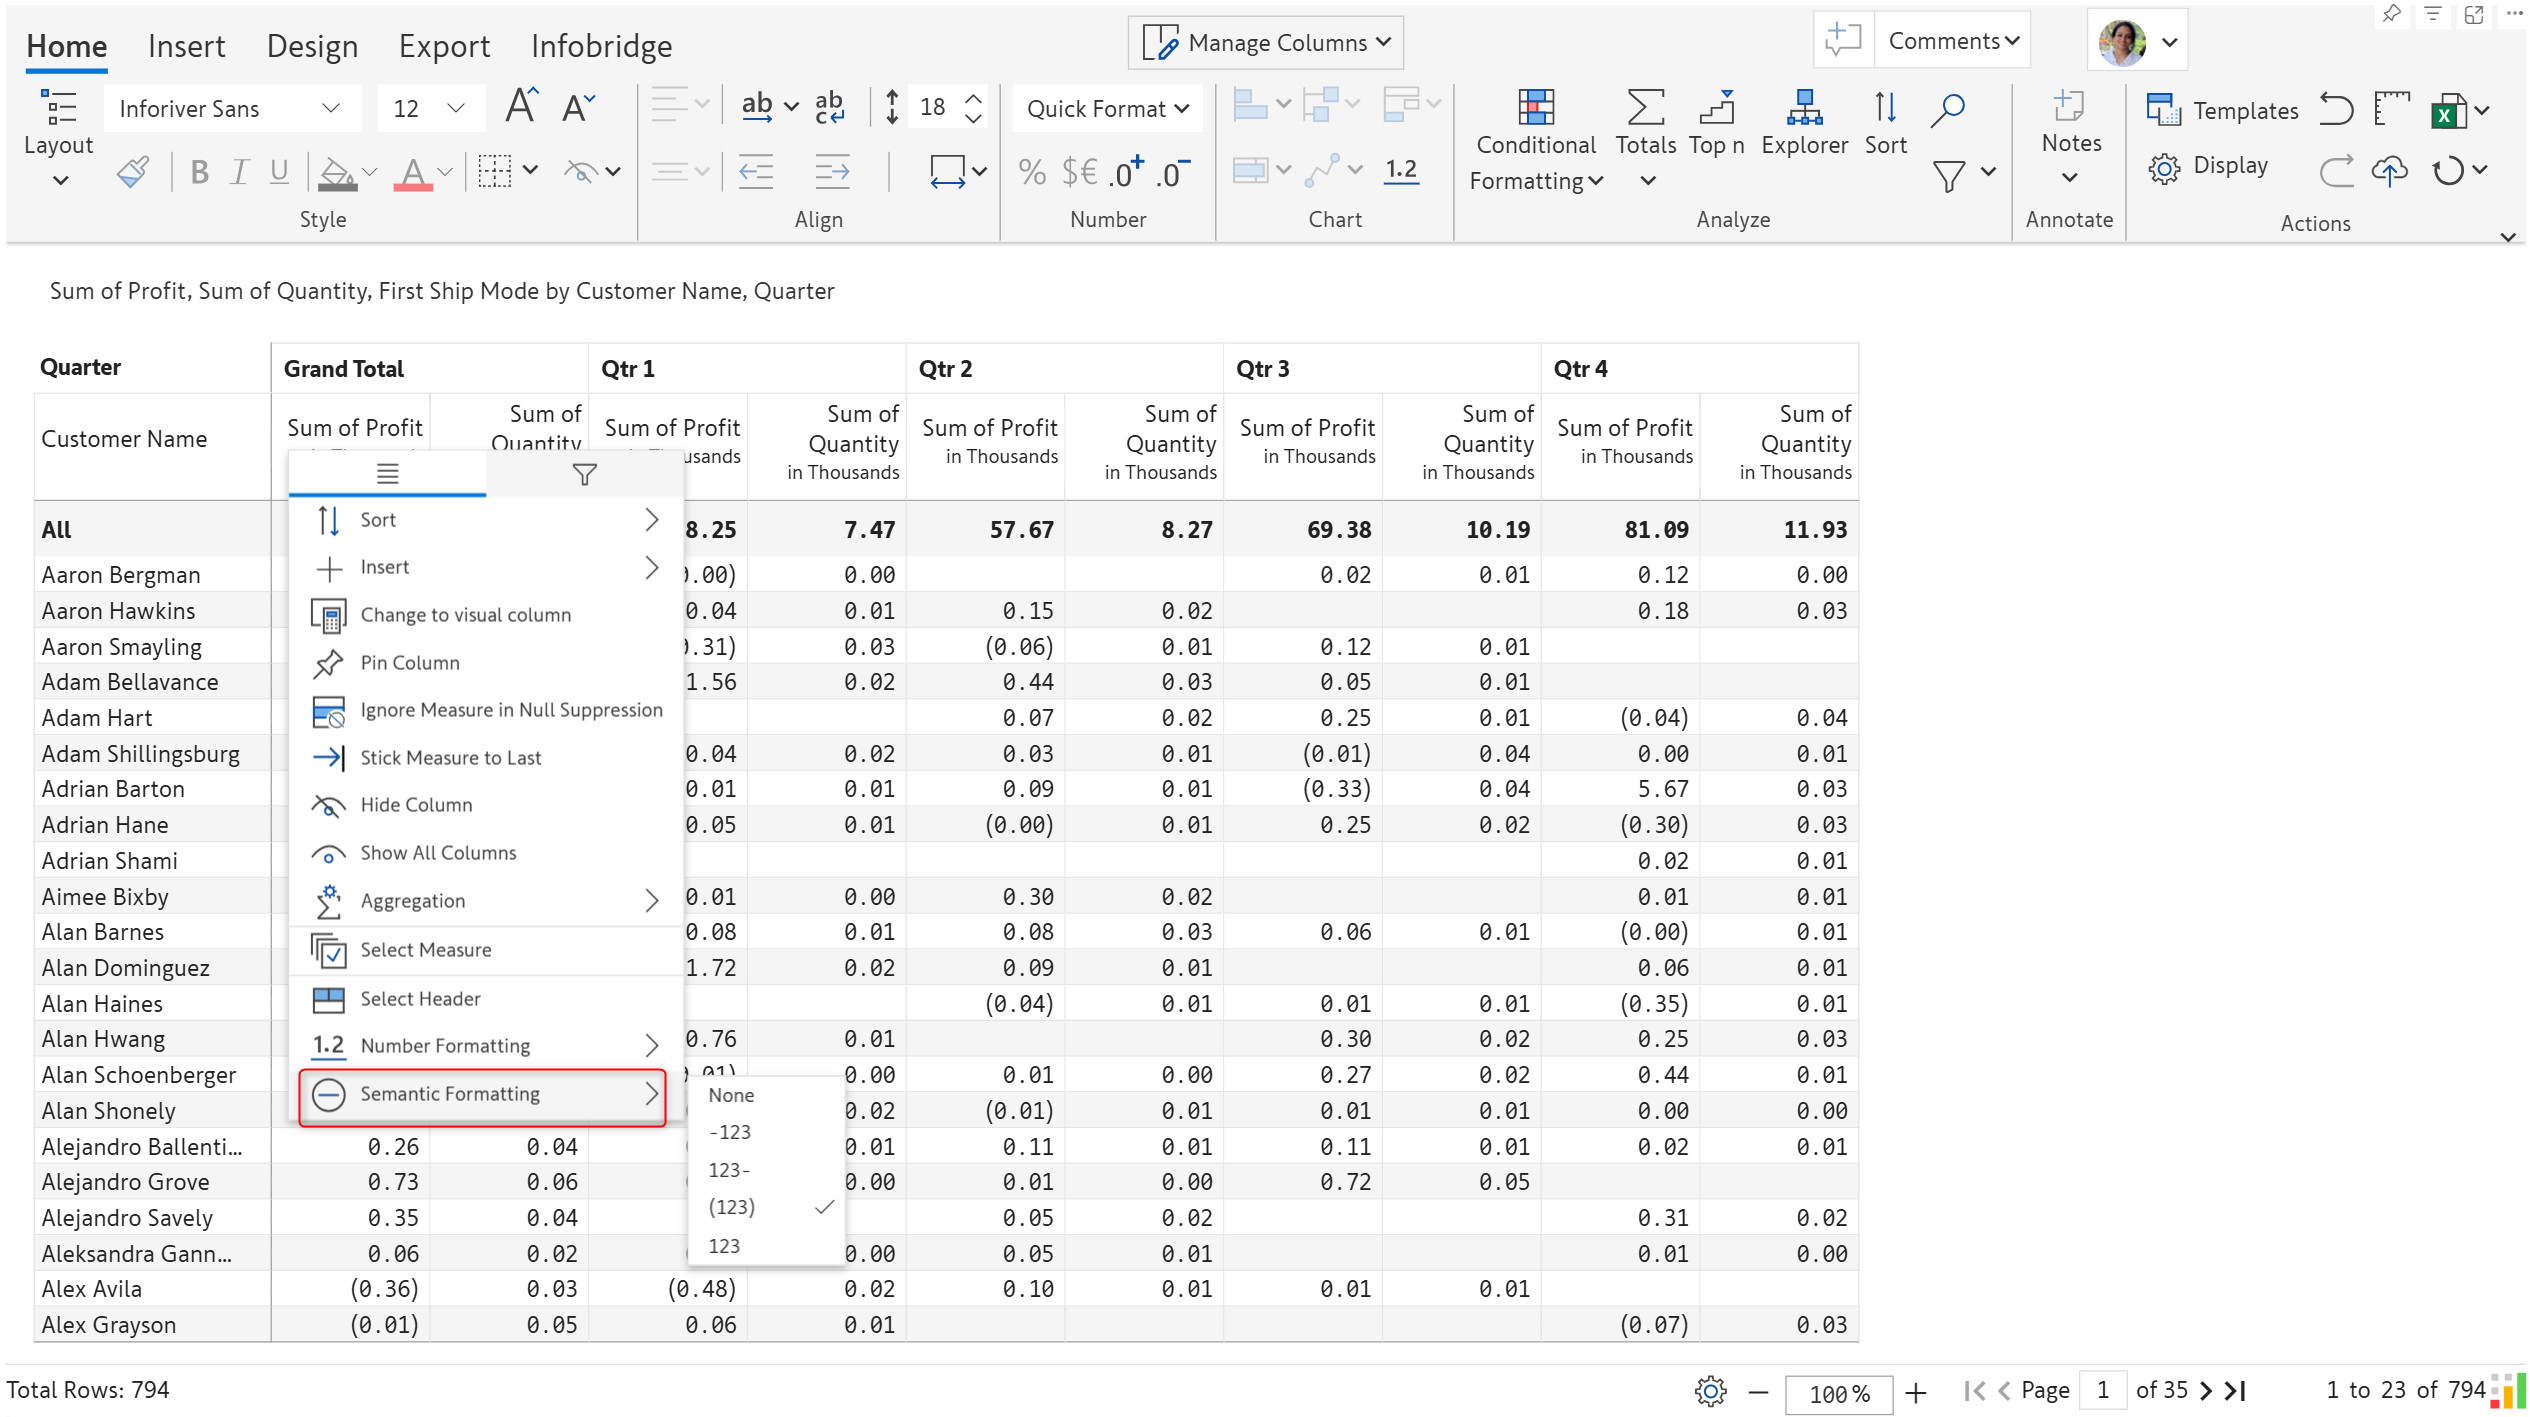 Home Insert Design Export Infobridge Manage Columns Comments
Layout
Inforiver Sans 12
B I U A
Style
ab ab c 18
Align
Quick Format
% $€ .0+ .0-
Number
1.2
Chart
Conditional Formatting Totals Top n Explorer Sort
Analyze
Notes
Annotate
Templates
Display
Actions
Sum of Profit, Sum of Quantity, First Ship Mode by Customer Name, Quarter
Quarter Grand Total Qtr 1 Qtr 2 Qtr 3 Qtr 4
Customer Name Sum of Profit Sum of Quantity Sum of Profit Sum of Quantity in Thousands Sum of Profit in Thousands Sum of Quantity in Thousands Sum of Profit in Thousands Sum of Quantity in Thousands Sum of Profit in Thousands Sum of Quantity in Thousands
All 8.25 7.47 57.67 8.27 69.38 10.19 81.09 11.93
Aaron Bergman .00) 0.00 0.02 0.01 0.12 0.00
Aaron Hawkins 0.04 0.01 0.15 0.02 0.18 0.03
Aaron Smayling .31) 0.03 (0.06) 0.01 0.12 0.01
Adam Bellavance 1.56 0.02 0.44 0.03 0.05 0.01
Adam Hart 0.07 0.02 0.25 0.01 (0.04) 0.04
Adam Shillingsburg 0.04 0.02 0.03 0.01 (0.01) 0.04 0.00 0.01
Adrian Barton 0.01 0.01 0.09 0.01 (0.33) 0.04 5.67 0.03
Adrian Hane 0.05 0.01 (0.00) 0.01 0.25 0.02 (0.30) 0.03
Adrian Shami 0.02 0.01
Aimee Bixby 0.01 0.00 0.30 0.02 0.01 0.01
Alan Barnes 0.08 0.01 0.08 0.03 0.06 0.01 (0.00) 0.01
Alan Dominguez 1.72 0.02 0.09 0.01 0.06 0.01
Alan Haines (0.04) 0.01 0.01 0.01 (0.35) 0.01
Alan Hwang 0.76 0.01 0.30 0.02 0.25 0.03
Alan Schoenberger 0.00 0.01 0.00 0.27 0.02 0.44 0.01
Alan Shonely 0.02 (0.01) 0.01 0.01 0.01 0.00 0.00
Alejandro Ballenti... 0.26 0.04 0.01 0.11 0.01 0.11 0.01 0.02 0.01
Alejandro Grove 0.73 0.06 0.00 0.01 0.00 0.72 0.05
Alejandro Savely 0.35 0.04 0.05 0.02 0.31 0.02
Aleksandra Gann... 0.06 0.02 0.00 0.05 0.01 0.01 0.00
Alex Avila (0.36) 0.03 (0.48) 0.02 0.10 0.01 0.01 0.01
Alex Grayson (0.01) 0.05 0.06 0.01 (0.07) 0.03
Sort
Insert
Change to visual column
Pin Column
Ignore Measure in Null Suppression
Stick Measure to Last
Hide Column
Show All Columns
Aggregation
Select Measure
Select Header
1.2 Number Formatting
Semantic Formatting
None
-123
123-
(123)
123
Total Rows: 794 100% Page 1 of 35 1 to 23 of 794